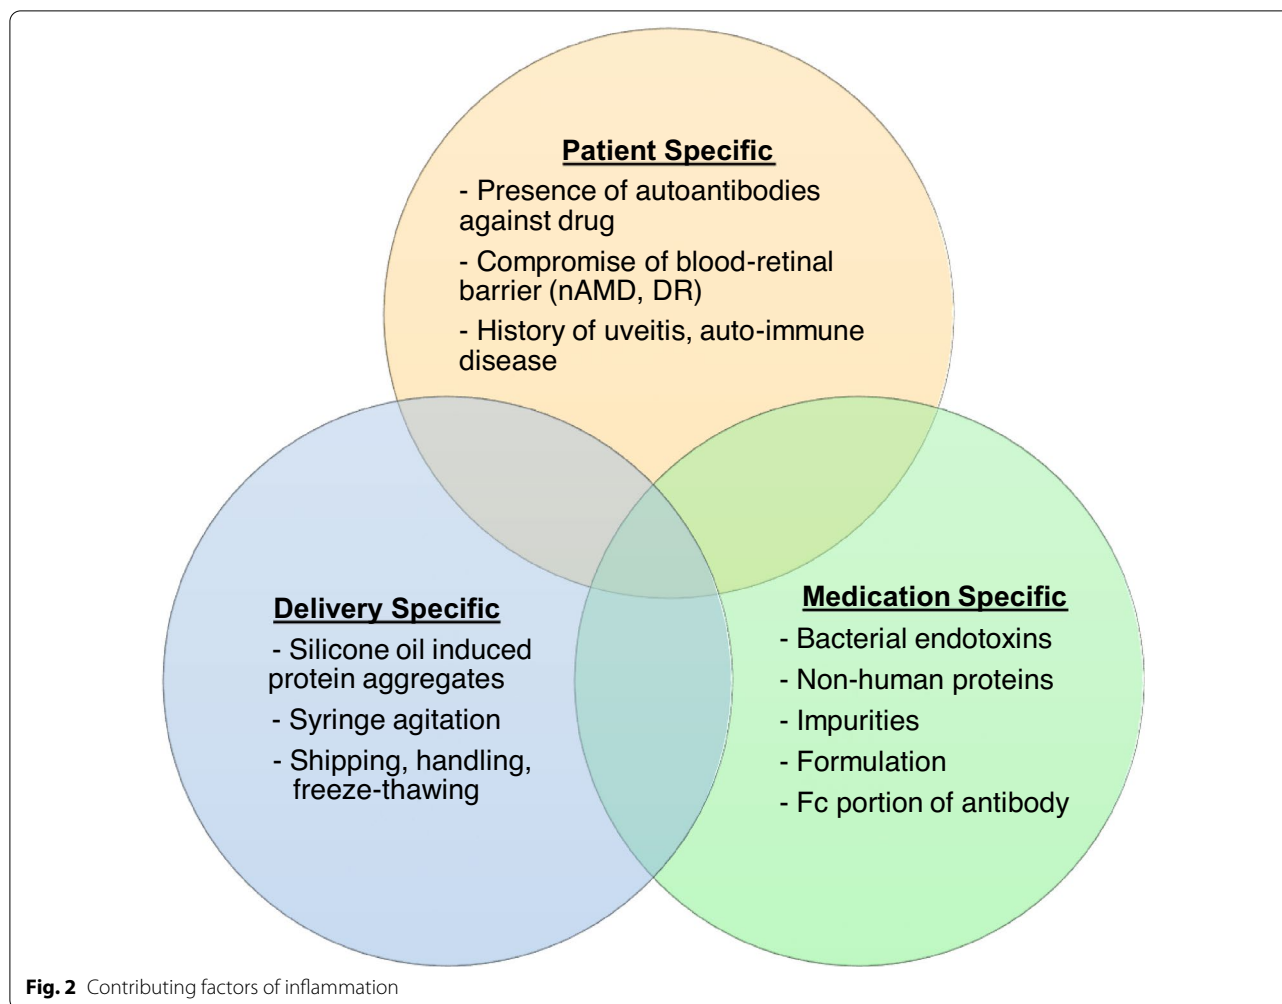 Patient Specific
- Presence of autoantibodies
against drug
- Compromise of blood-retinal
barrier (nAMD, DR)
- History of uveitis, auto-immune
disease
Delivery Specific
- Silicone oil induced
protein aggregates
- Syringe agitation
- Shipping, handling,
freeze-thawing
Medication Specific
- Bacterial endotoxins
- Non-human proteins
- Impurities
- Formulation
- Fc portion of antibody
Fig. 2 Contributing factors of inflammation